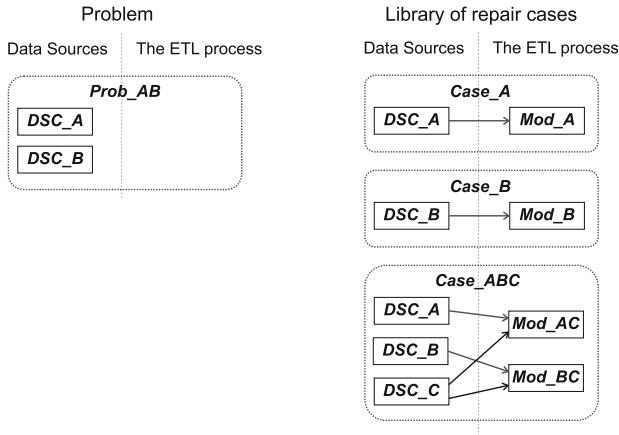 Problem
Data Sources
The ETL process
Prob_AB
DSC_A
DSC_B
Library of repair cases
Data Sources
The ETL process
Case_A
DSC_A
Mod_A
Case_B
DSC_B
Mod_B
Case_ABC
DSC_A
Mod_AC
DSC_B
Mod_BC
DSC_C